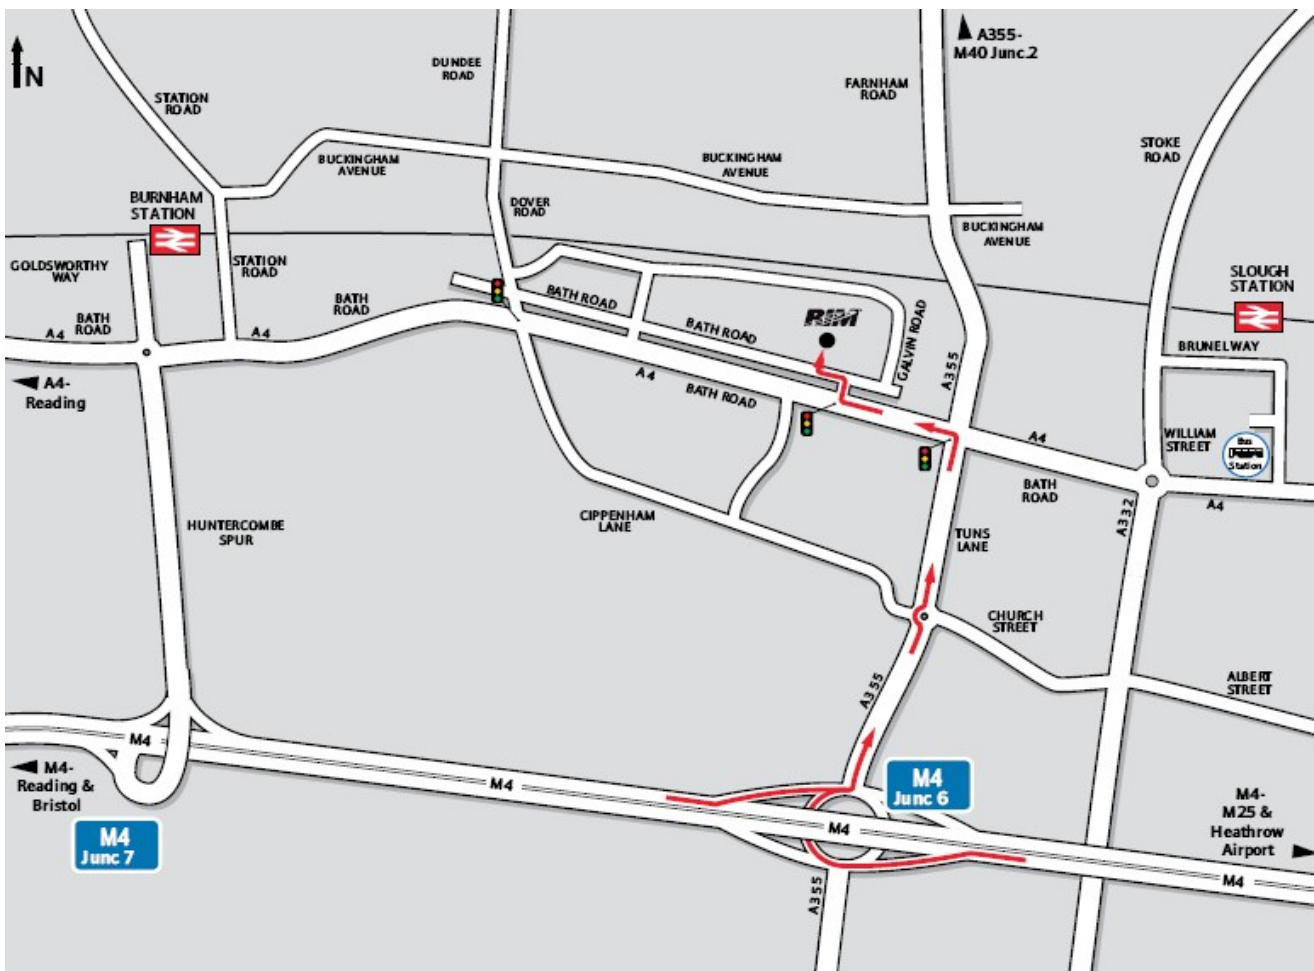 A355-
M40 Junc.2
N
DUNDEE
ROAD
FARNHAM
ROAD
STATION
ROAD
STOKE
ROAD
BUCKINGHAM
AVENUE
BUCKINGHAM
AVENUE
BURNHAM
STATION
DOVER
ROAD
BUCKINGHAM
AVENUE
GOLDSWORTHY
WAY
STATION
ROAD
SLOUGH
STATION
BATH
ROAD
BATH ROAD
BATH
ROAD
RIM
BATH ROAD
GALVIN ROAD
A4
A4
BRUNELWAY
A355
A4-
Reading
A4
BATH ROAD
A4
WILLIAM
STREET
Bus
Station
BATH
ROAD
A4
CIPPENHAM
LANE
A332
HUNTERCOMBE
SPUR
TUNS
LANE
CHURCH
STREET
ALBERT
STREET
A355
M4
M4-
Reading &
Bristol
M4
M4
Junc 6
M4-
M25 &
Heathrow
Airport
M4
M4
Junc 7
M4
A355